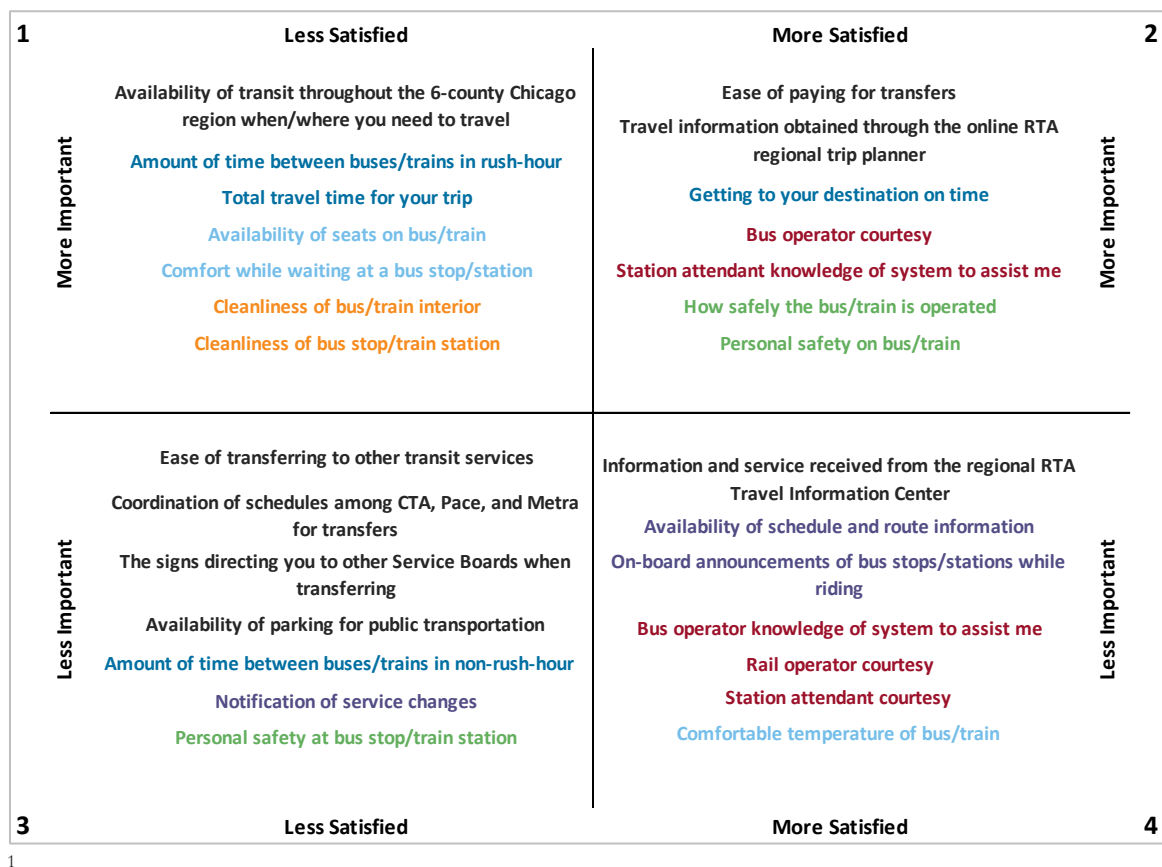 1
Less Satisfied
More Satisfied
2
More Important
Availability of transit throughout the 6-county Chicago
region when/where you need to travel
Amount of time between buses/trains in rush-hour
Total travel time for your trip
Availability of seats on bus/train
Comfort while waiting at a bus stop/station
Cleanliness of bus/train interior
Cleanliness of bus stop/train station
Ease of paying for transfers
Travel information obtained through the online RTA
regional trip planner
Getting to your destination on time
Bus operator courtesy
Station attendant knowledge of system to assist me
How safely the bus/train is operated
Personal safety on bus/train
More Important
Less Important
Ease of transferring to other transit services
Coordination of schedules among CTA, Pace, and Metra
for transfers
The signs directing you to other Service Boards when
transferring
Availability of parking for public transportation
Amount of time between buses/trains in non-rush-hour
Notification of service changes
Personal safety at bus stop/train station
Information and service received from the regional RTA
Travel Information Center
Availability of schedule and route information
On-board announcements of bus stops/stations while
riding
Bus operator knowledge of system to assist me
Rail operator courtesy
Station attendant courtesy
Comfortable temperature of bus/train
Less Important
3
Less Satisfied
More Satisfied
4
1